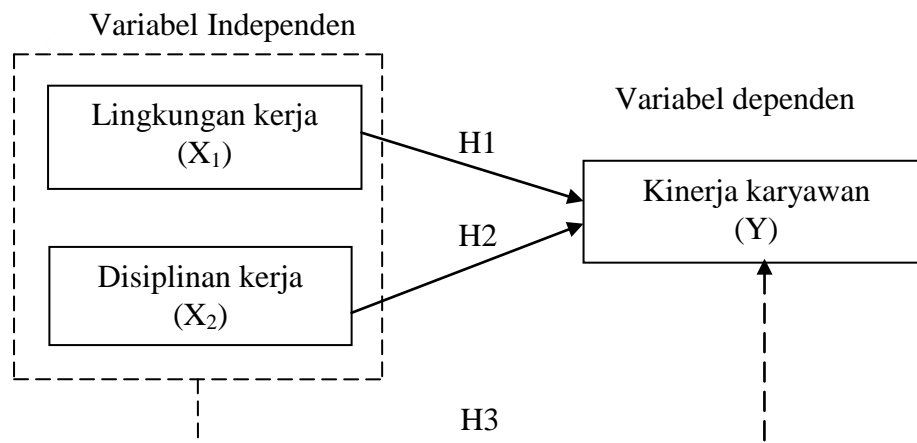 Variabel Independen
Lingkungan kerja
(X₁)
Variabel dependen
H1
Kinerja karyawan
(Y)
H2
Disiplinan kerja
(X₂)
H3